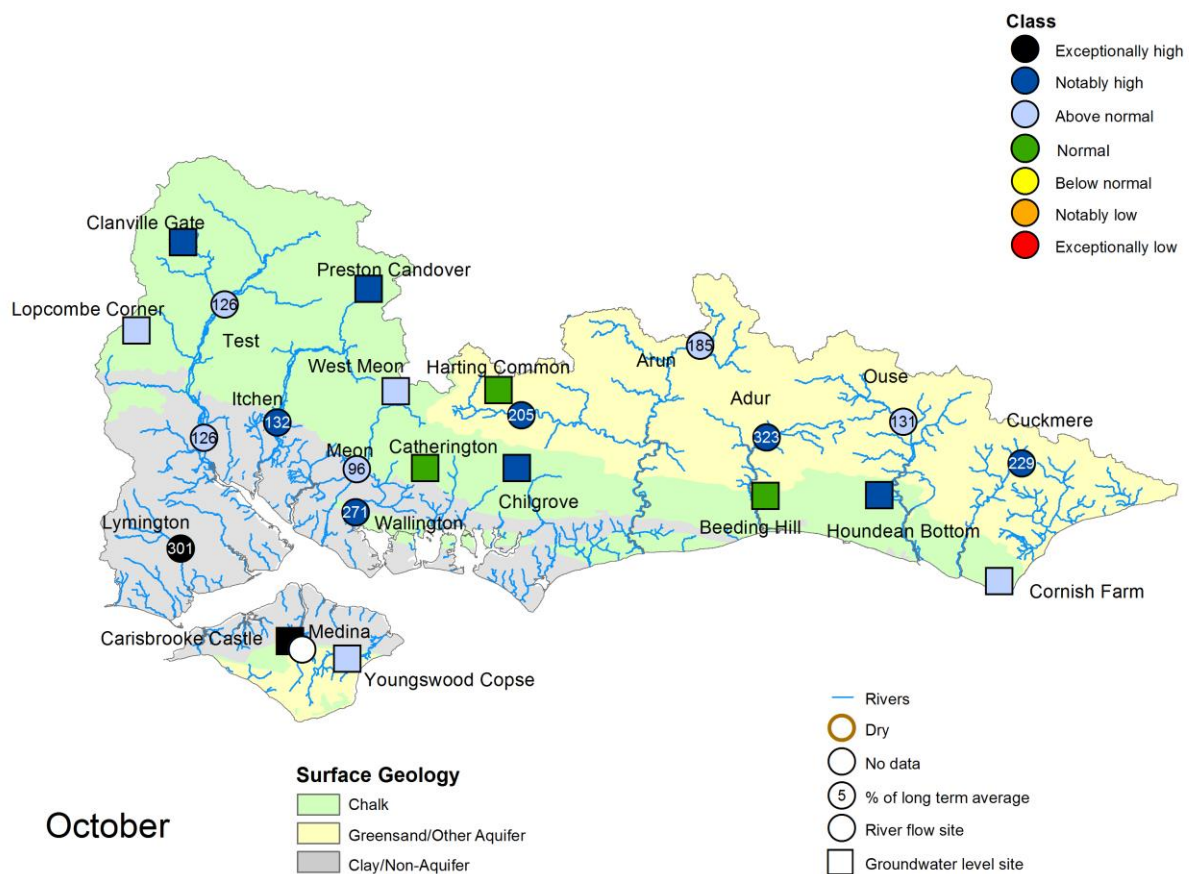 Class
Exceptionally high
Notably high
Above normal
Normal
Below normal
Notably low
Exceptionally low
Clanville Gate
Preston Candover
Lopcombe Corner
126
Test
185
Arun
West Meon
Harting Common
Ouse
Itchen
205
Adur
Cuckmere
132
131
126
323
Meon
Catherington
229
96
Chilgrove
271
Wallington
Beeding Hill
Houndean Bottom
Lymington
301
Cornish Farm
Carisbrooke Castle
Medina
Youngswood Copse
Rivers
Dry
No data
5 % of long term average
River flow site
Groundwater level site
Surface Geology
Chalk
Greensand/Other Aquifer
Clay/Non-Aquifer
October